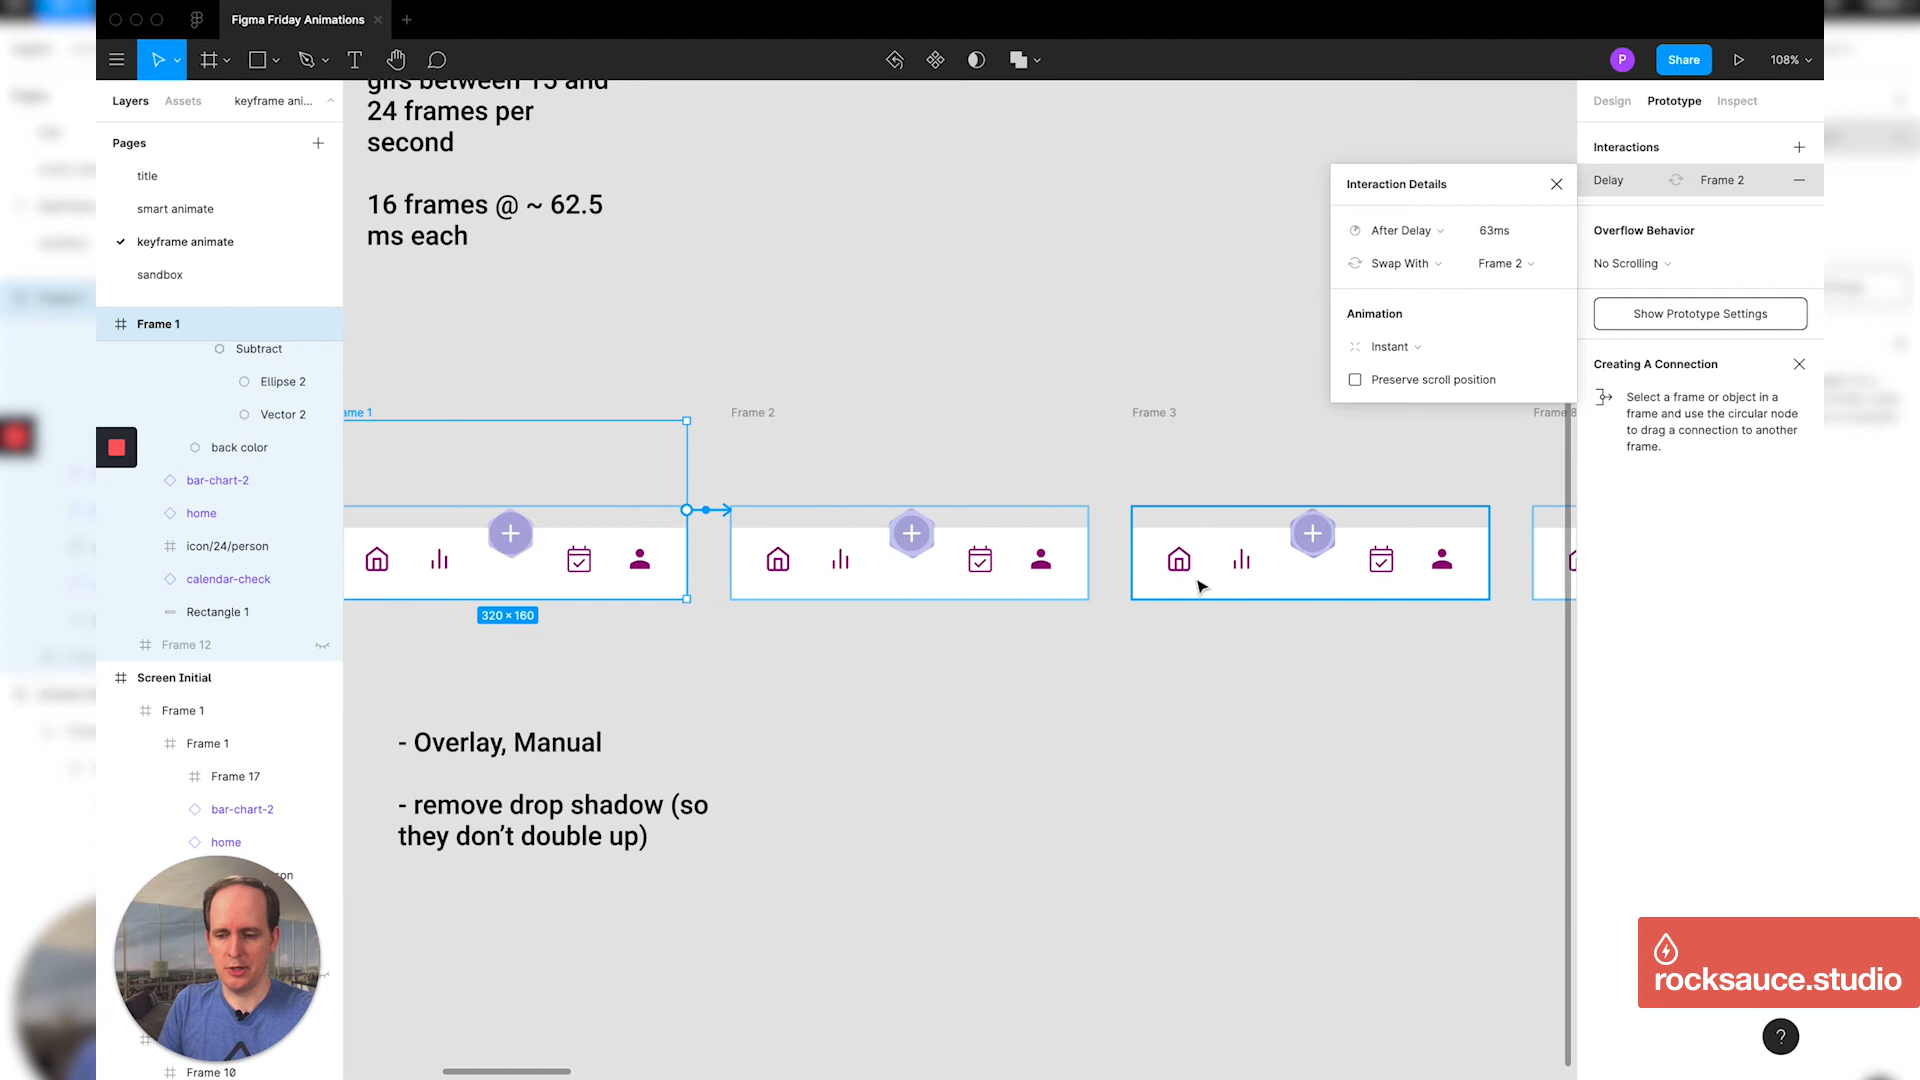 Figma Friday Animations
P
Share
108%
Layers
Assets
keyframe ani...
Design
Prototype
Inspect
Pages
title
smart animate
keyframe animate
sandbox
Frame 1
Subtract
Ellipse 2
Vector 2
back color
bar-chart-2
home
icon/24/person
calendar-check
Rectangle 1
Frame 12
Screen Initial
Frame 1
Frame 1
Frame 17
bar-chart-2
home
Frame 10
gifs between 15 and
24 frames per
second
16 frames @ ~ 62.5
ms each
Frame 2
Frame 3
320 × 160
- Overlay, Manual
- remove drop shadow (so
they don't double up)
Interaction Details
After Delay
63ms
Swap With
Frame 2
Animation
Instant
Preserve scroll position
Interactions
Delay
Frame 2
Overflow Behavior
No Scrolling
Show Prototype Settings
Creating A Connection
Select a frame or object in a
frame and use the circular node
to drag a connection to another
frame.
rocksauce.studio
?